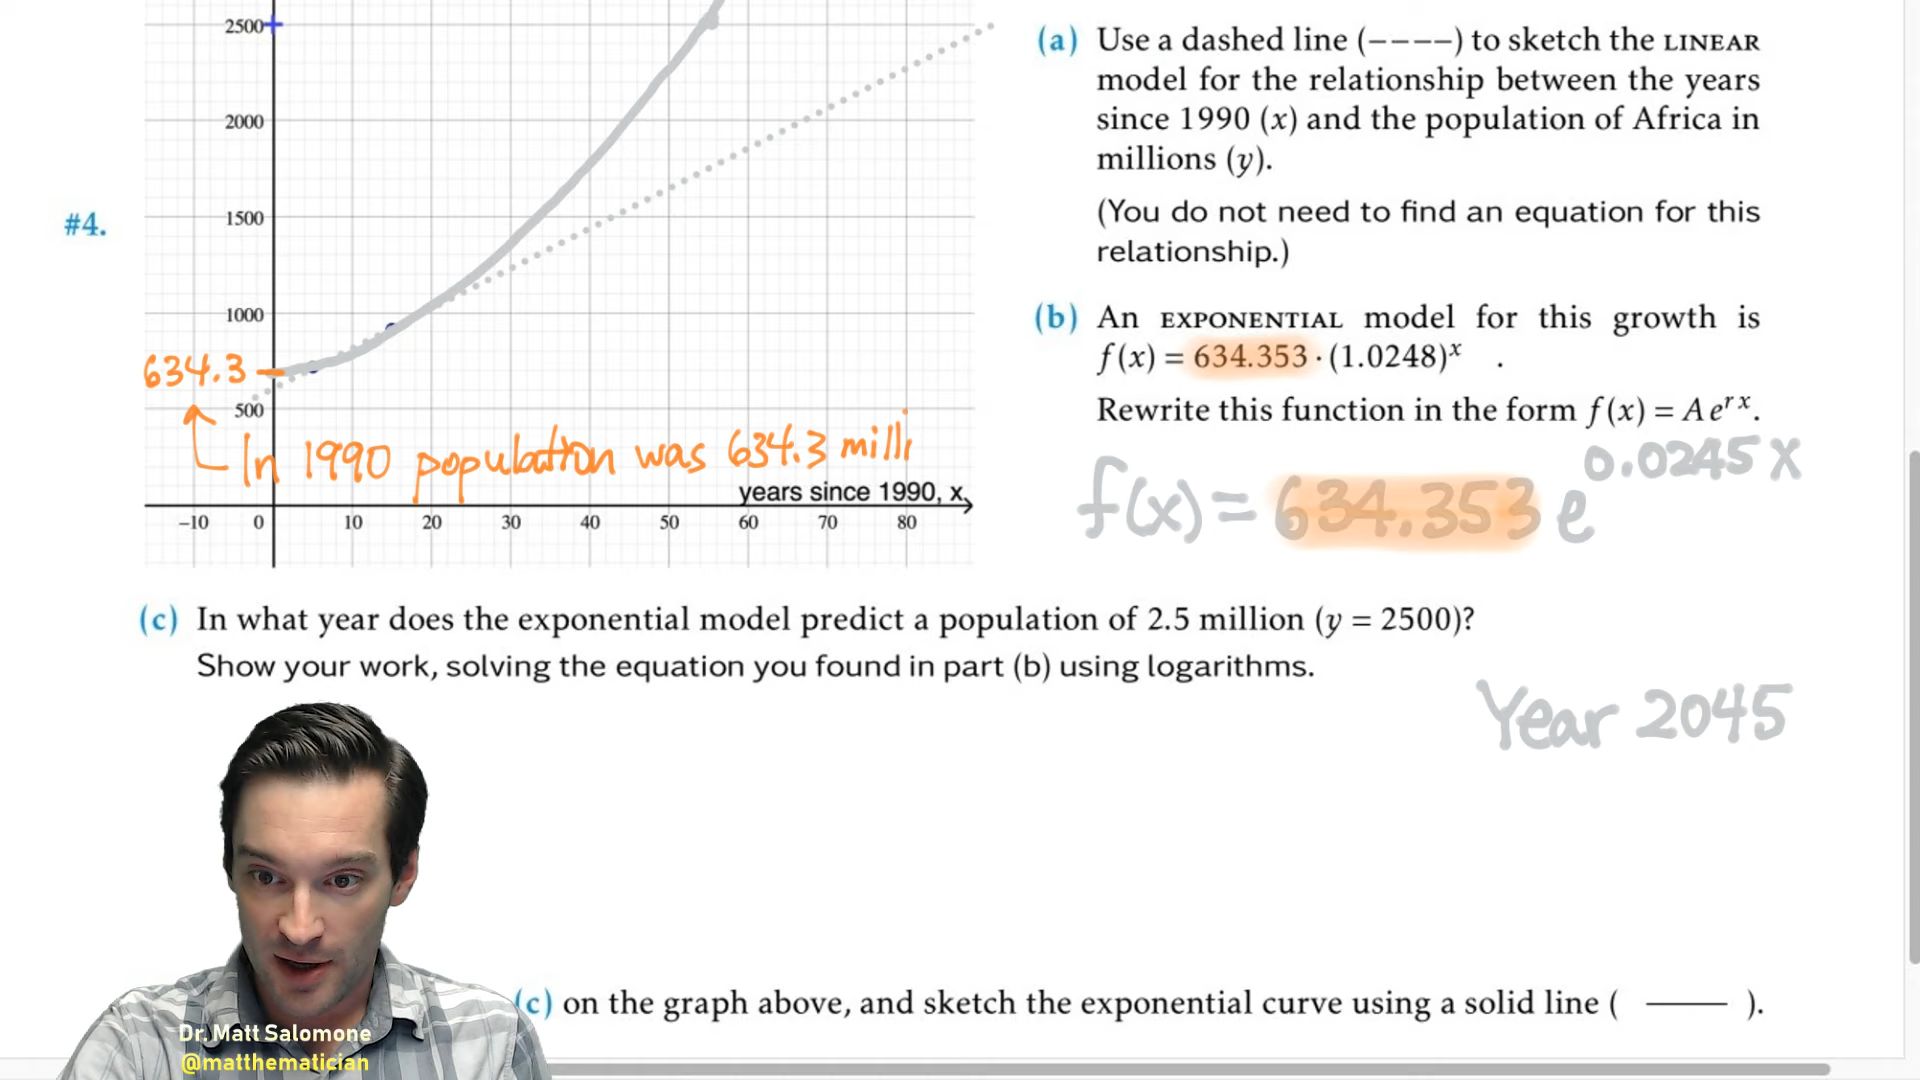 2500
2000
#4.
1500
1000
634.3
500
In 1990 population was 634.3 milli
years since 1990, x
−10 0 10 20 30 40 50 60 70 80
(a) Use a dashed line (−−−−) to sketch the LINEAR
model for the relationship between the years
since 1990 (x) and the population of Africa in
millions (y).
(You do not need to find an equation for this
relationship.)
(b) An EXPONENTIAL model for this growth is
f(x) = 634.353 · (1.0248)^x .
Rewrite this function in the form f(x) = A e^{rx}.
f(x) = 634.353 e^{0.0245x}
(c) In what year does the exponential model predict a population of 2.5 million (y = 2500)?
Show your work, solving the equation you found in part (b) using logarithms.
Year 2045
(c) on the graph above, and sketch the exponential curve using a solid line ( —— ).
Dr. Matt Salomone
@matthematician